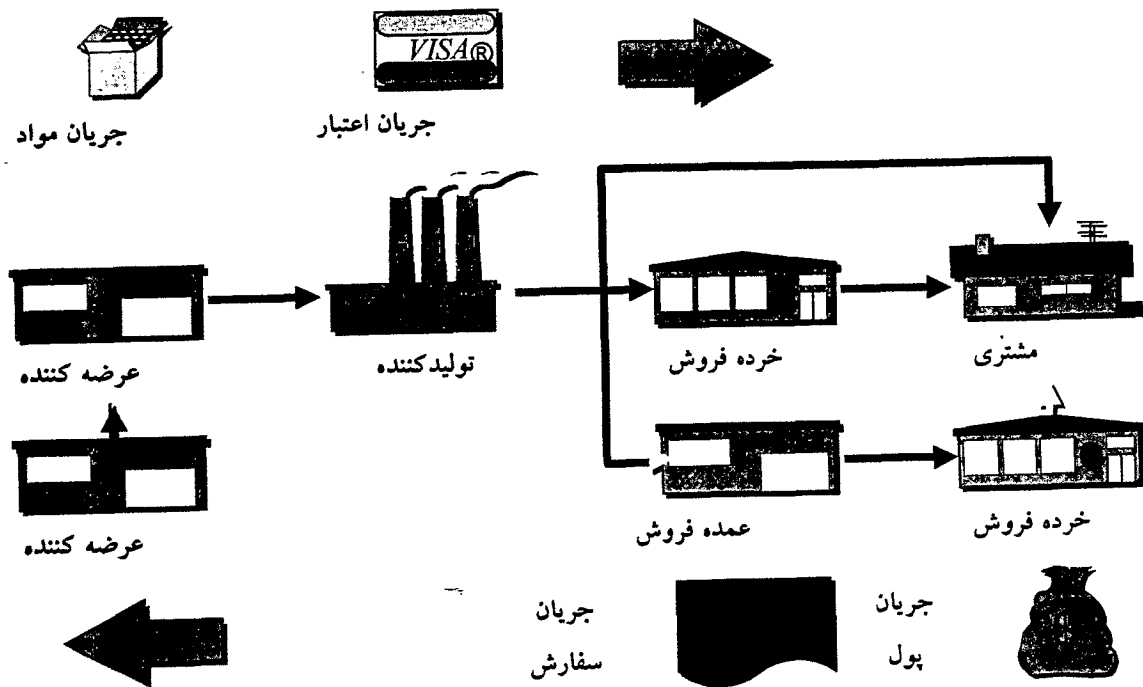 VISA®
جریان مواد
جریان اعتبار
عرضه کننده
تولیدکننده
خرده فروش
مشتری
عرضه کننده
عمده فروش
خرده فروش
جریان
سفارش
جریان
پول